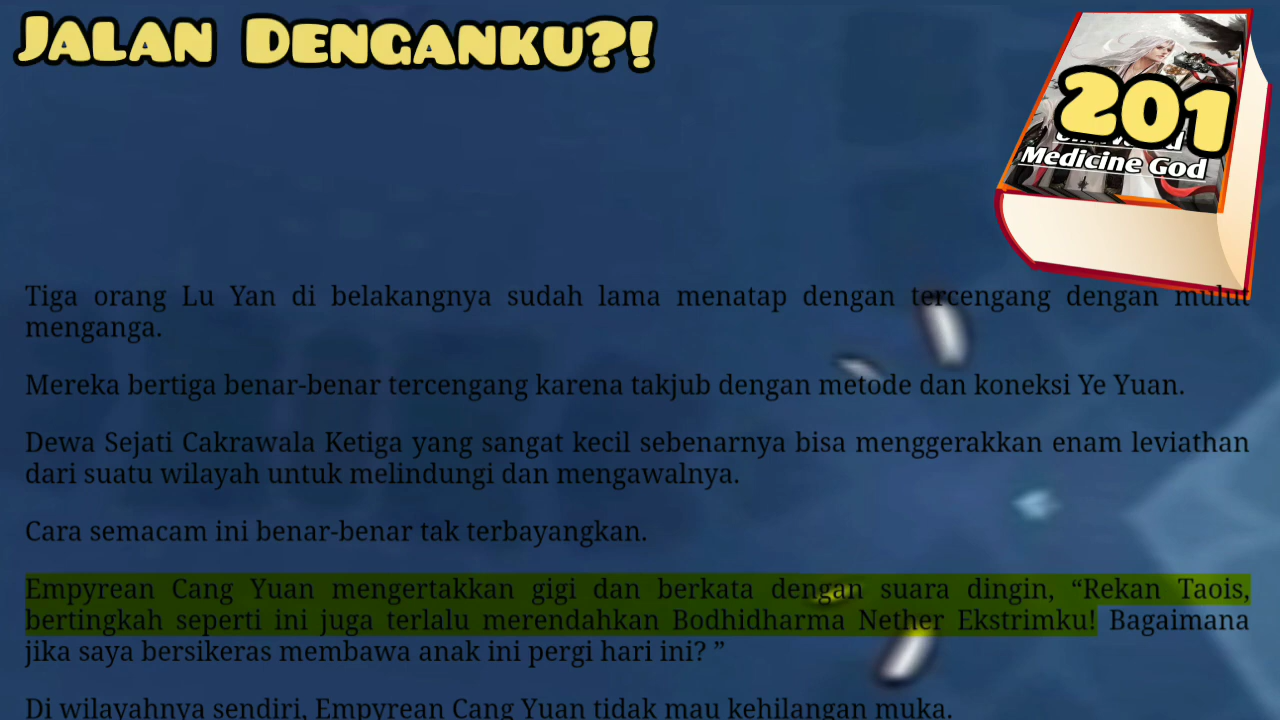 Jalan Denganku?!
201
Medicine God
Tiga orang Lu Yan di belakangnya sudah lama menatap dengan tercengang dengan mulut
menganga.
Mereka bertiga benar-benar tercengang karena takjub dengan metode dan koneksi Ye Yuan.
Dewa Sejati Cakrawala Ketiga yang sangat kecil sebenarnya bisa menggerakkan enam leviathan
dari suatu wilayah untuk melindungi dan mengawalnya.
Cara semacam ini benar-benar tak terbayangkan.
Empyrean Cang Yuan mengertakkan gigi dan berkata dengan suara dingin, “Rekan Taois,
bertingkah seperti ini juga terlalu merendahkan Bodhidharma Nether Ekstrimku! Bagaimana
jika saya bersikeras membawa anak ini pergi hari ini? ”
Di wilayahnya sendiri, Empyrean Cang Yuan tidak mau kehilangan muka.